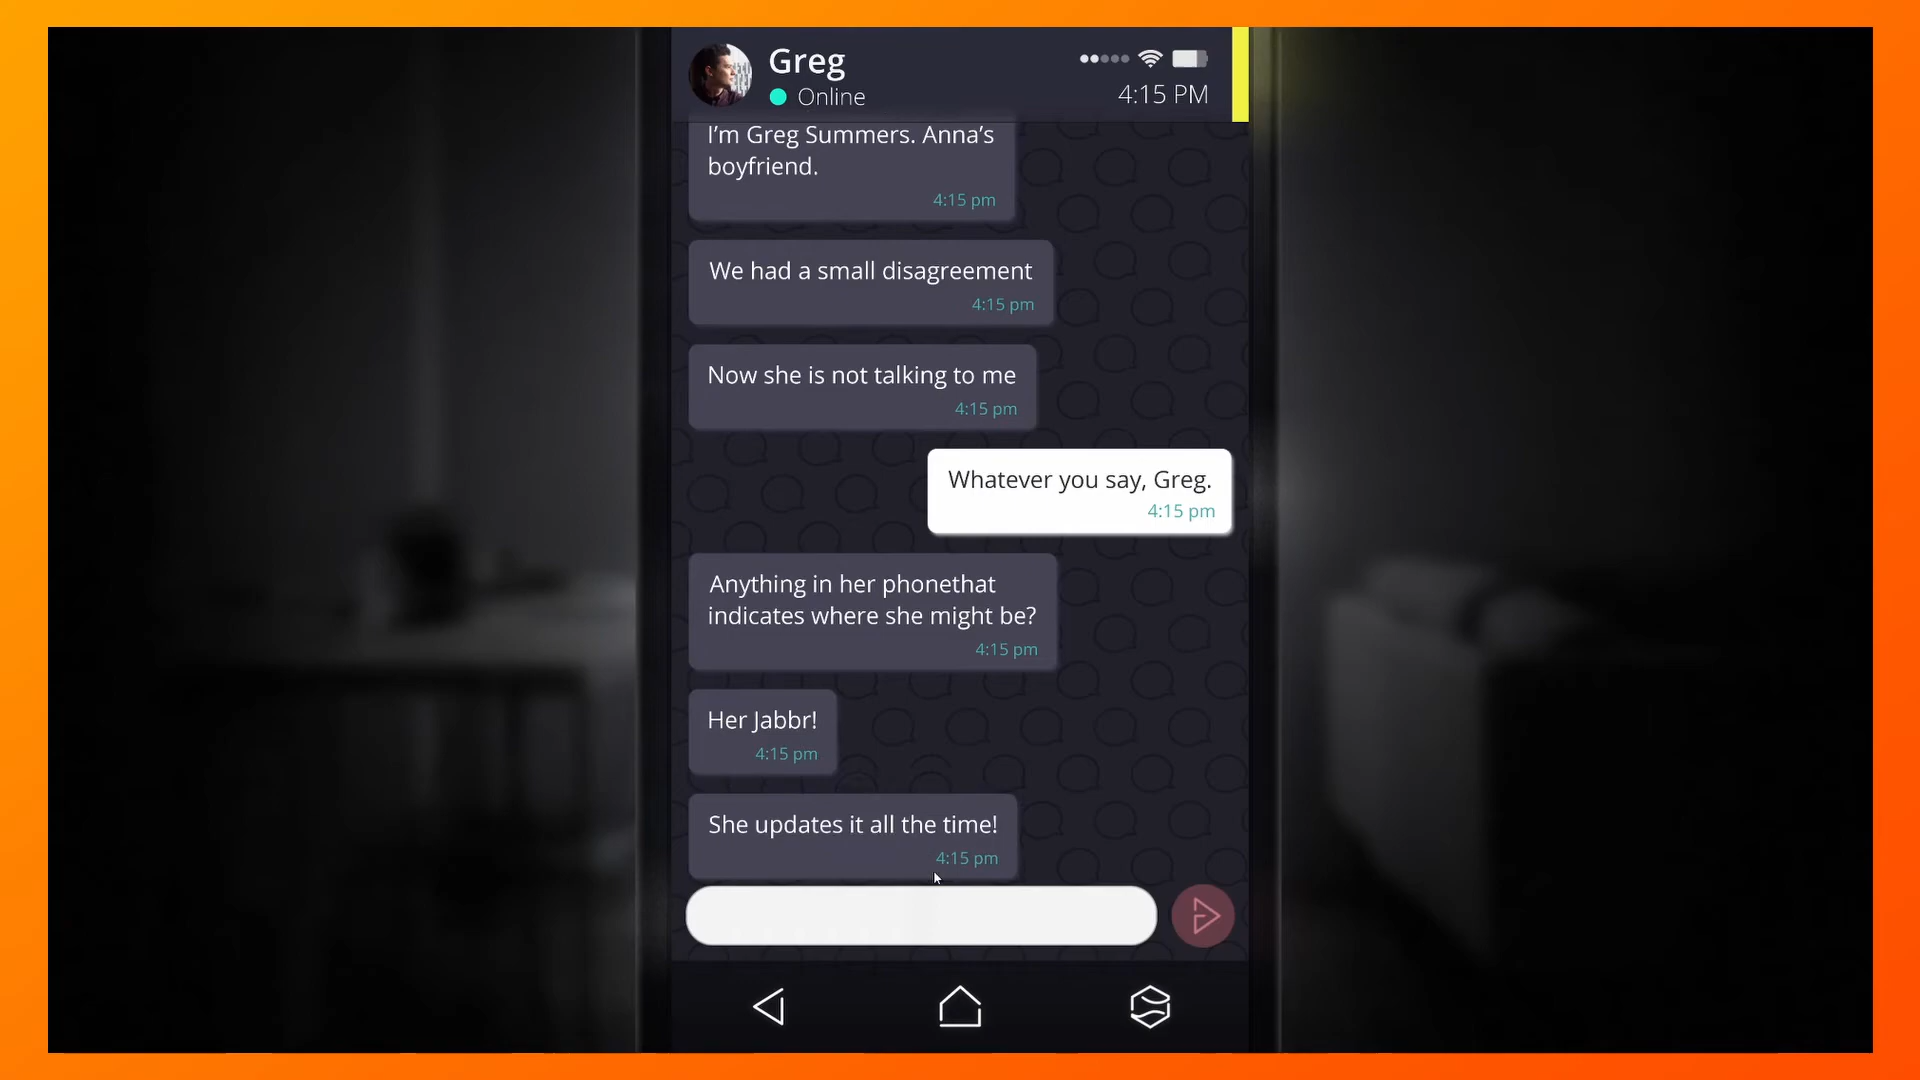 Greg
Online
4:15 PM
I’m Greg Summers. Anna’s
boyfriend.
4:15 pm
We had a small disagreement
4:15 pm
Now she is not talking to me
4:15 pm
Whatever you say, Greg.
4:15 pm
Anything in her phonethat
indicates where she might be?
4:15 pm
Her Jabbr!
4:15 pm
She updates it all the time!
4:15 pm